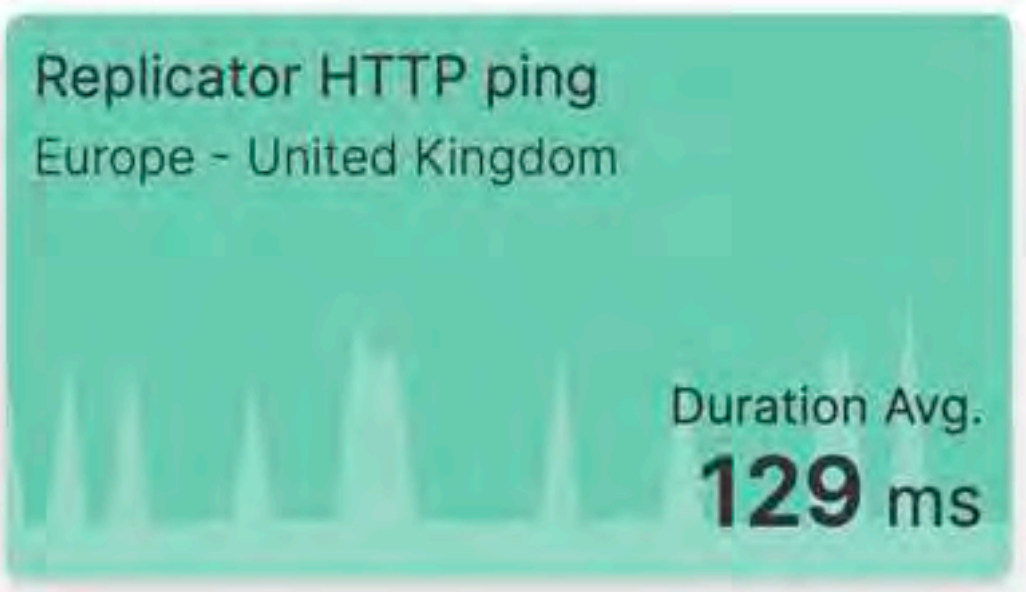 Replicator HTTP ping
Europe - United Kingdom
Duration Avg.
129 ms